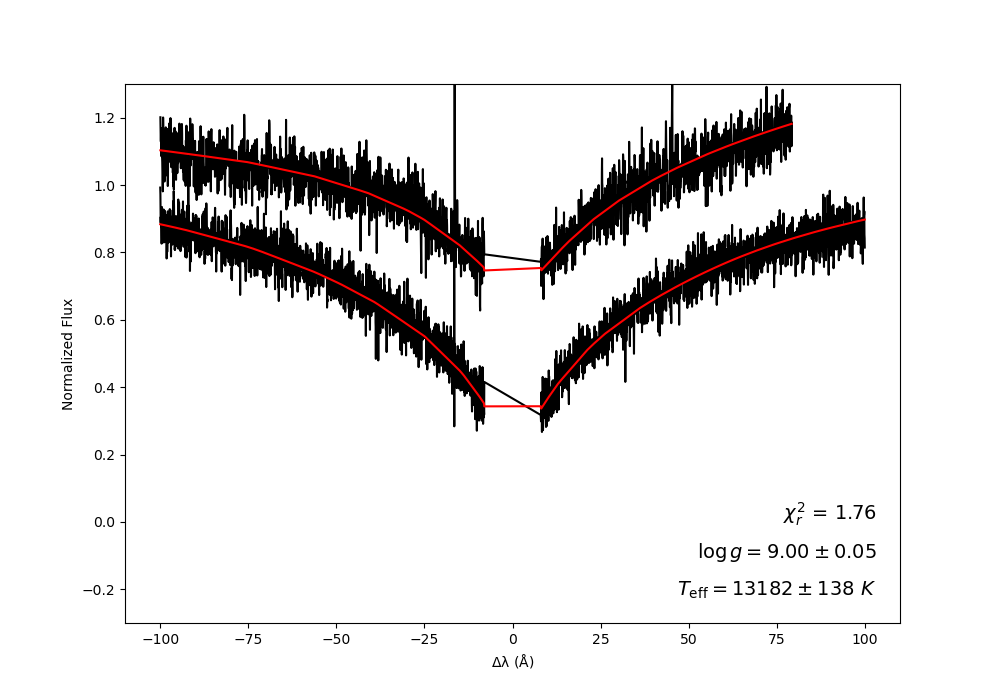 1.2
1.0
0.8
0.6
0.4
0.2
0.0
−0.2
Normalized Flux
χ²ᵣ = 1.76
log g = 9.00 ± 0.05
T_eff = 13182 ± 138 K
−100 −75 −50 −25 0 25 50 75 100
Δλ (Å)